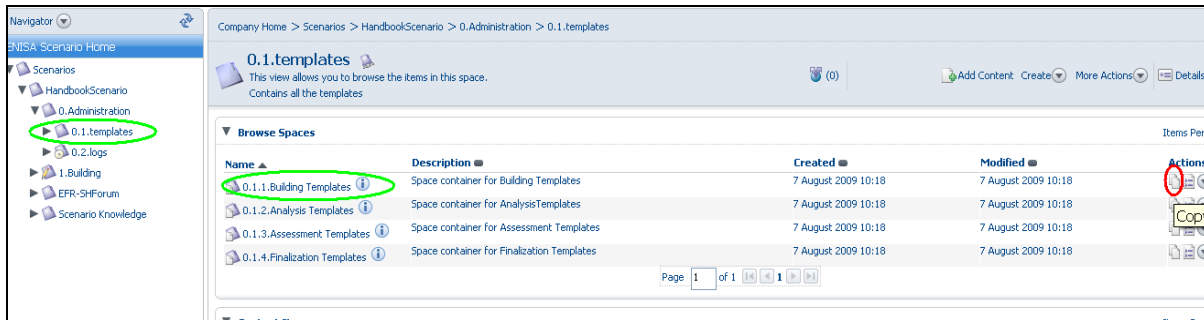 Navigator
Company Home > Scenarios > HandbookScenario > 0.Administration > 0.1.templates
ENISA Scenario Home
Scenarios
HandbookScenario
0.Administration
0.1.templates
0.2.logs
1.Building
EFR-SHForum
Scenario Knowledge
0.1.templates
This view allows you to browse the items in this space.
Contains all the templates
(0)
Add Content Create More Actions Details
Browse Spaces Items Per
Name Description Created Modified Actions
0.1.1.Building Templates Space container for Building Templates 7 August 2009 10:18 7 August 2009 10:18
0.1.2.Analysis Templates Space container for AnalysisTemplates 7 August 2009 10:18 7 August 2009 10:18
Copy
0.1.3.Assessment Templates Space container for Assessment Templates 7 August 2009 10:18 7 August 2009 10:18
0.1.4.Finalization Templates Space container for Finalization Templates 7 August 2009 10:18 7 August 2009 10:18
Page 1 of 1 1